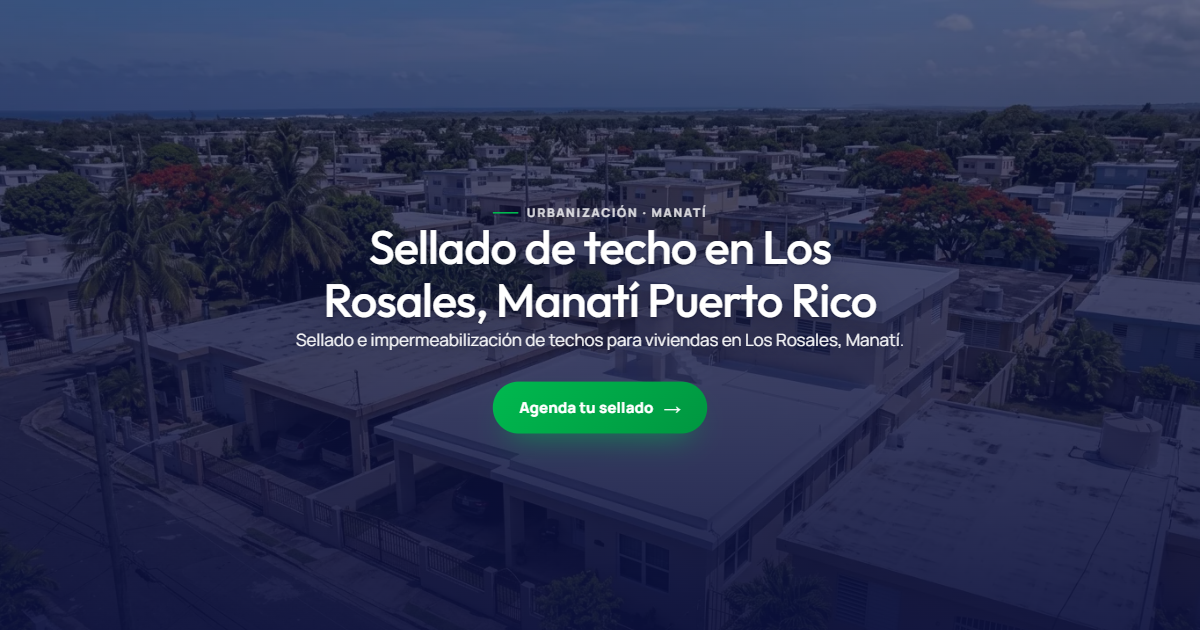 URBANIZACIÓN · MANATÍ
Sellado de techo en Los
Rosales, Manatí Puerto Rico
Sellado e impermeabilización de techos para viviendas en Los Rosales, Manatí.
Agenda tu sellado →